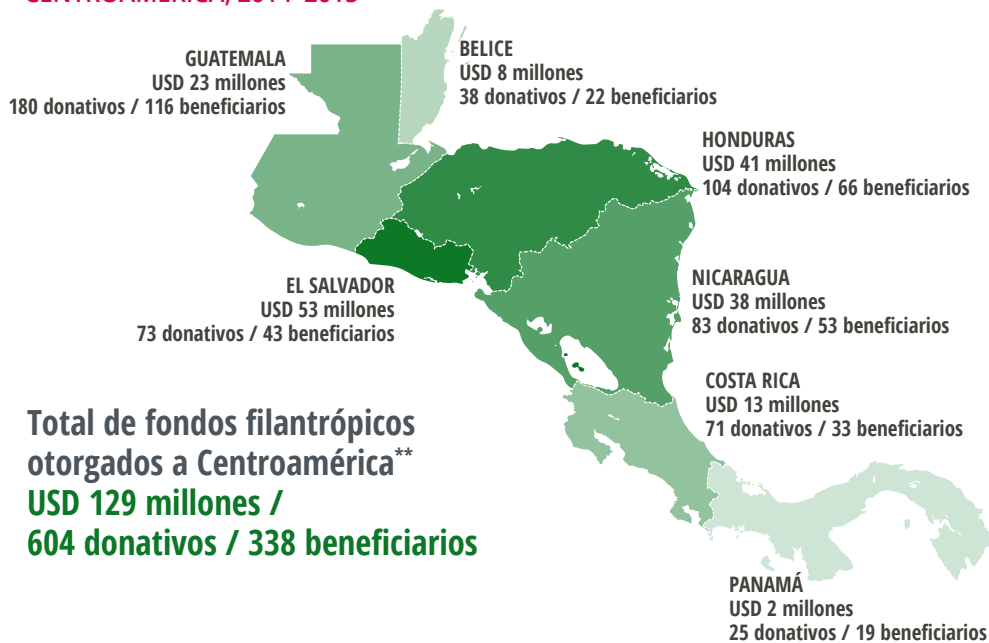 CENTROAMÉRICA, 2014-2015
GUATEMALA
USD 23 millones
180 donativos / 116 beneficiarios
BELICE
USD 8 millones
38 donativos / 22 beneficiarios
HONDURAS
USD 41 millones
104 donativos / 66 beneficiarios
EL SALVADOR
USD 53 millones
73 donativos / 43 beneficiarios
NICARAGUA
USD 38 millones
83 donativos / 53 beneficiarios
COSTA RICA
USD 13 millones
71 donativos / 33 beneficiarios
Total de fondos filantrópicos
otorgados a Centroamérica**
USD 129 millones /
604 donativos / 338 beneficiarios
PANAMÁ
USD 2 millones
25 donativos / 19 beneficiarios